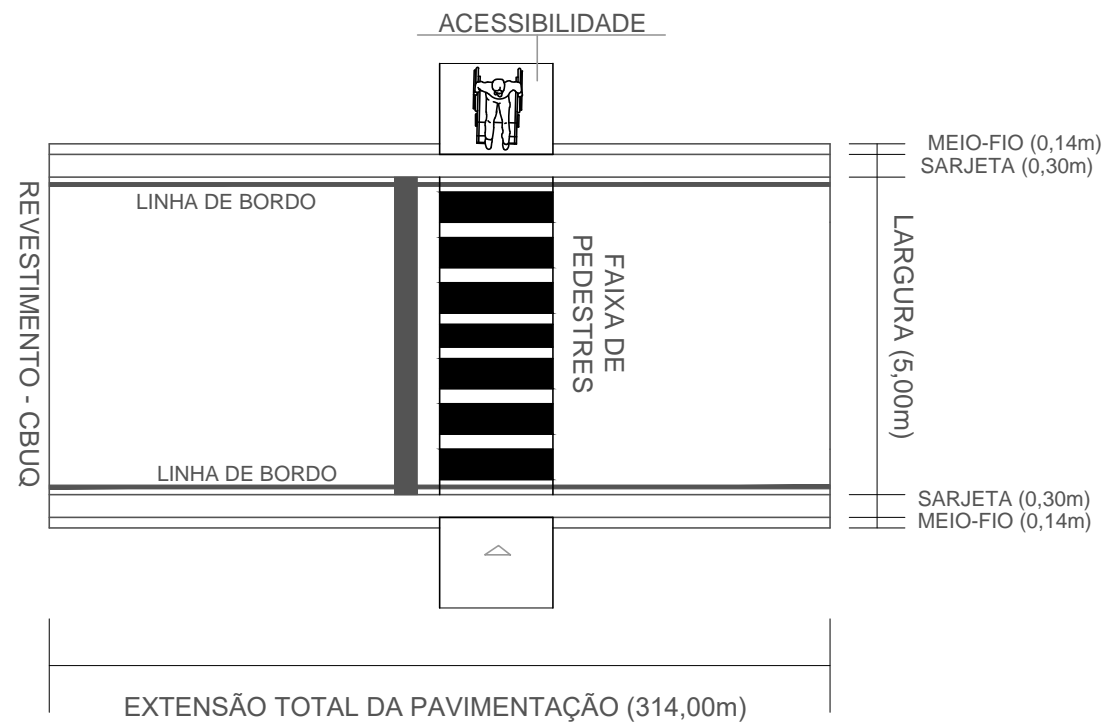 ACESSIBILIDADE
MEIO-FIO (0,14m)
SARJETA (0,30m)
LINHA DE BORDO
REVESTIMENTO - CBUQ
FAIXA DE
PEDESTRES
LARGURA (5,00m)
LINHA DE BORDO
SARJETA (0,30m)
MEIO-FIO (0,14m)
EXTENSÃO TOTAL DA PAVIMENTAÇÃO (314,00m)